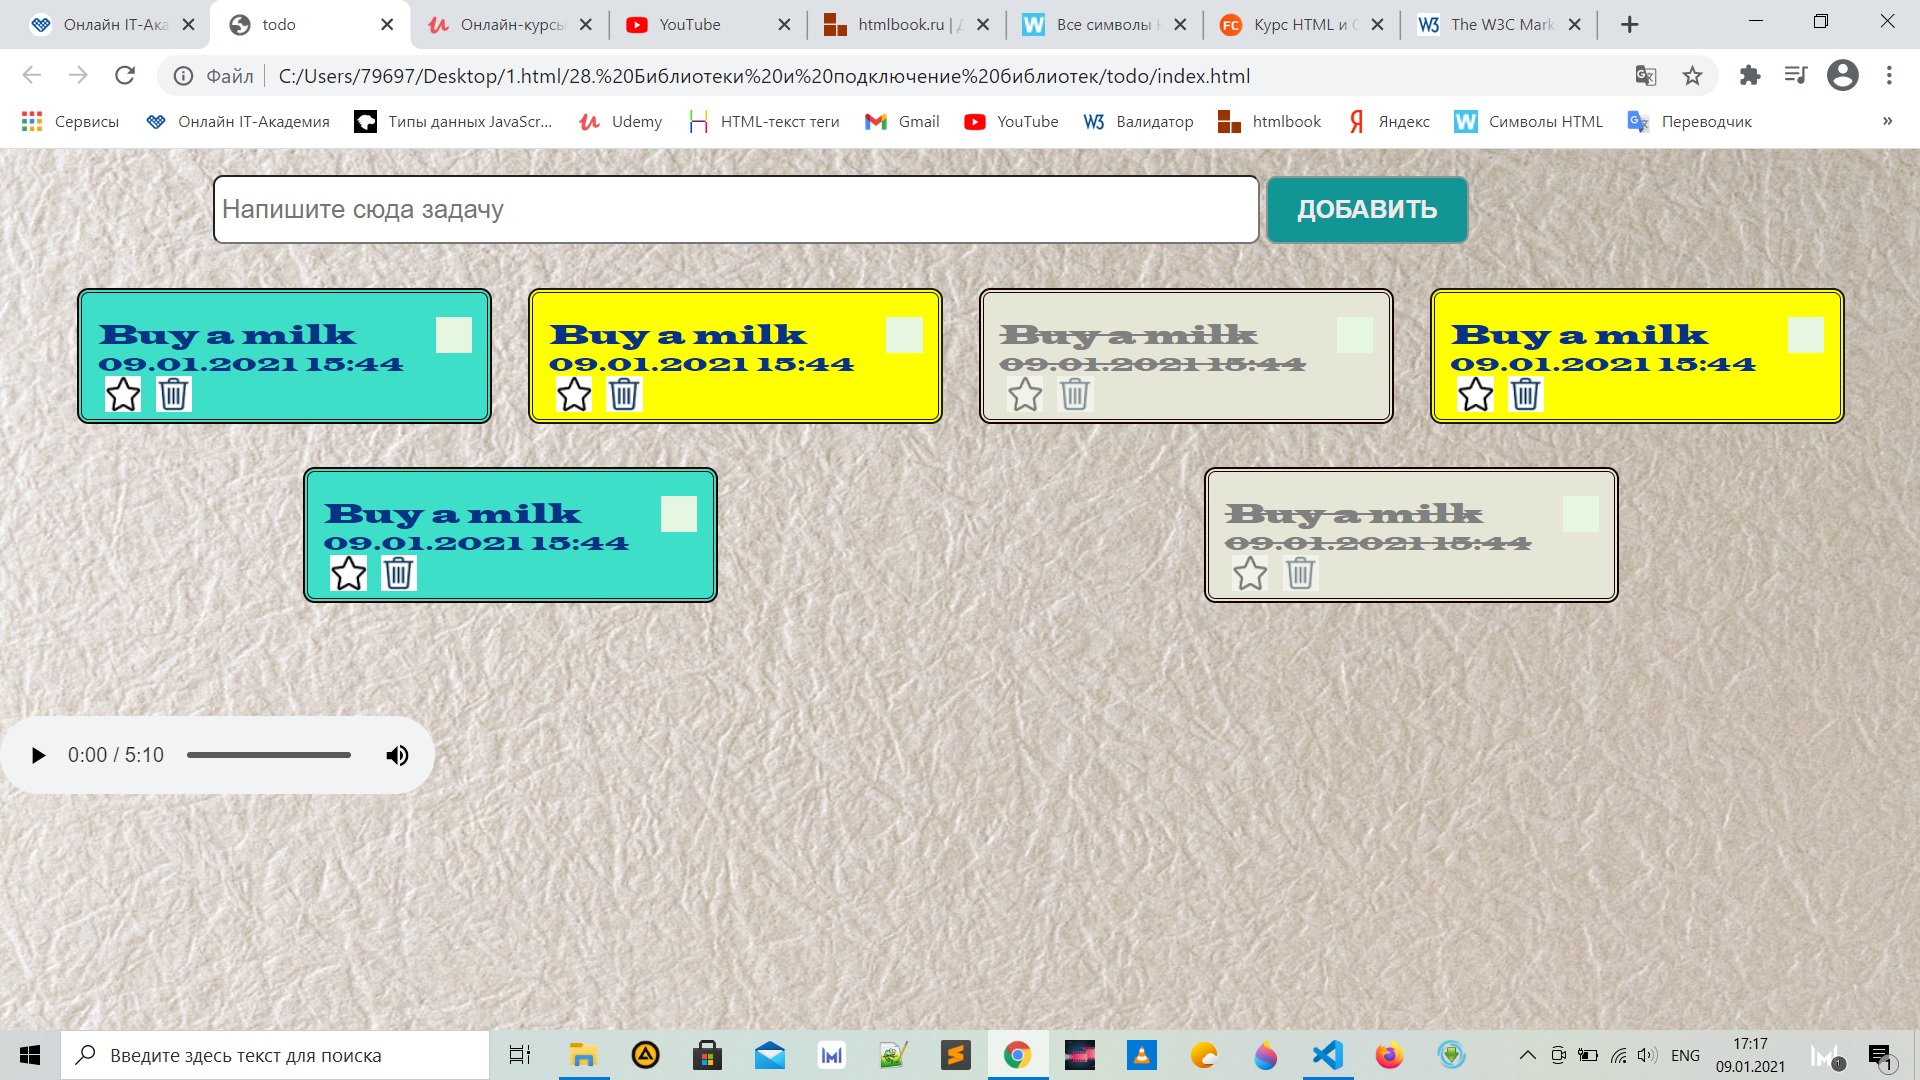 Онлайн IT-Ака
todo
Онлайн-курсы
YouTube
htmlbook.ru | Д
Все символы
Курс HTML и C
The W3C Mark
Файл
C:/Users/79697/Desktop/1.html/28.%20Библиотеки%20и%20подключение%20библиотек/todo/index.html
Сервисы
Онлайн IT-Академия
Типы данных JavaScr...
Udemy
HTML-текст теги
Gmail
YouTube
Валидатор
htmlbook
Яндекс
Символы HTML
Переводчик
»
Напишите сюда задачу
ДОБАВИТЬ
Buy a milk
09.01.2021 15:44
Buy a milk
09.01.2021 15:44
Buy a milk
09.01.2021 15:44
Buy a milk
09.01.2021 15:44
Buy a milk
09.01.2021 15:44
Buy a milk
09.01.2021 15:44
0:00 / 5:10
Введите здесь текст для поиска
ENG
17:17
09.01.2021
1
1